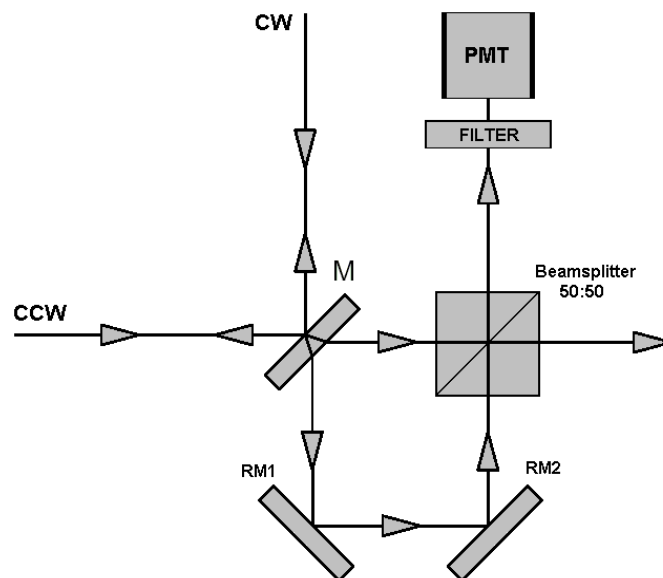 CW
PMT
FILTER
M
Beamsplitter
50:50
CCW
RM1
RM2